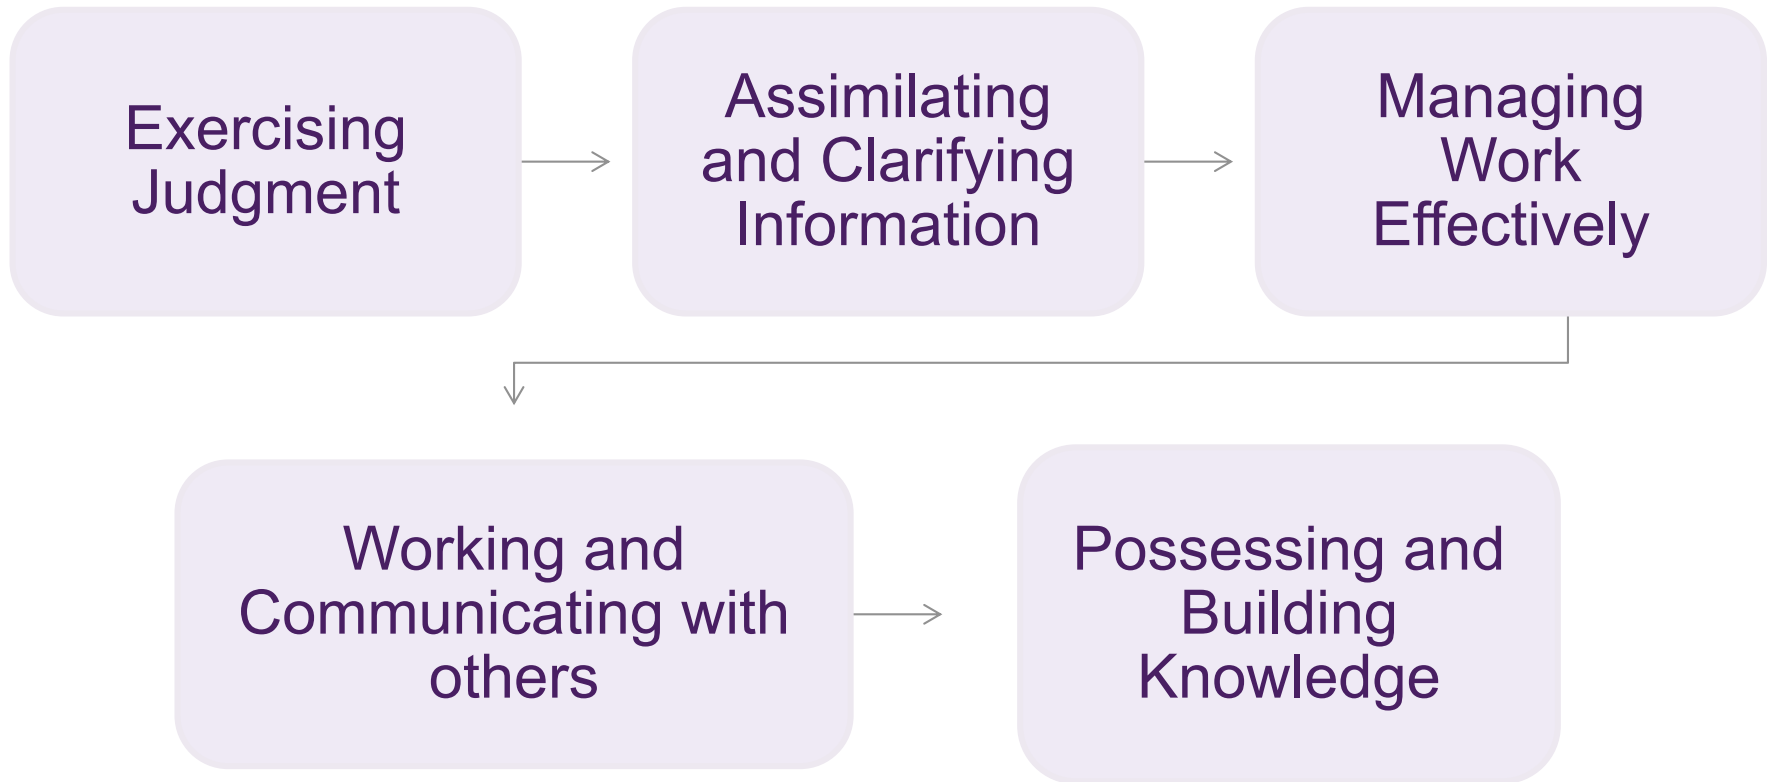 Exercising
Judgment
Assimilating
and Clarifying
Information
Managing
Work
Effectively
Working and
Communicating with
others
Possessing and
Building
Knowledge